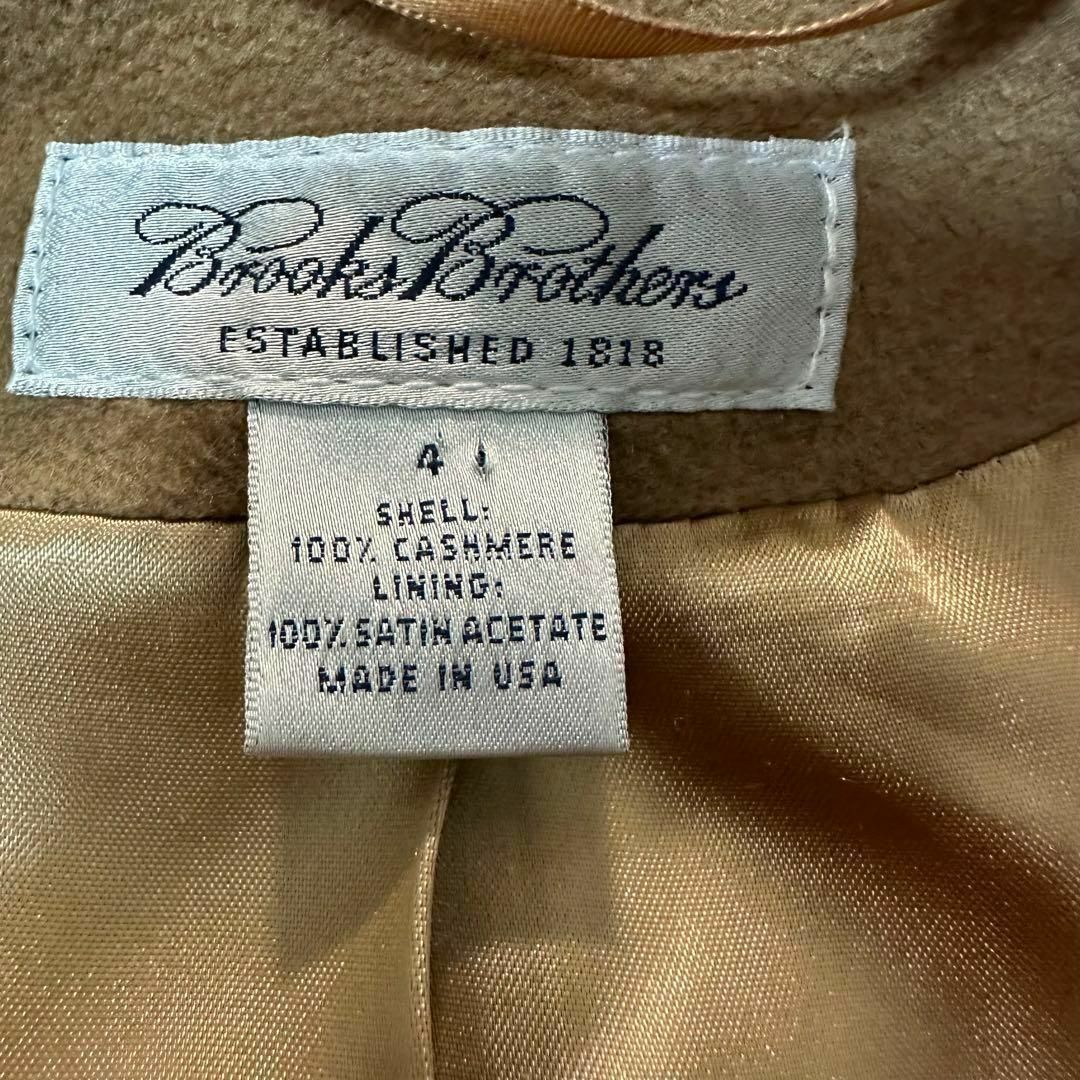 Brooks Brothers
ESTABLISHED 1818
4
SHELL:
100% CASHMERE
LINING:
100% SATIN ACETATE
MADE IN USA